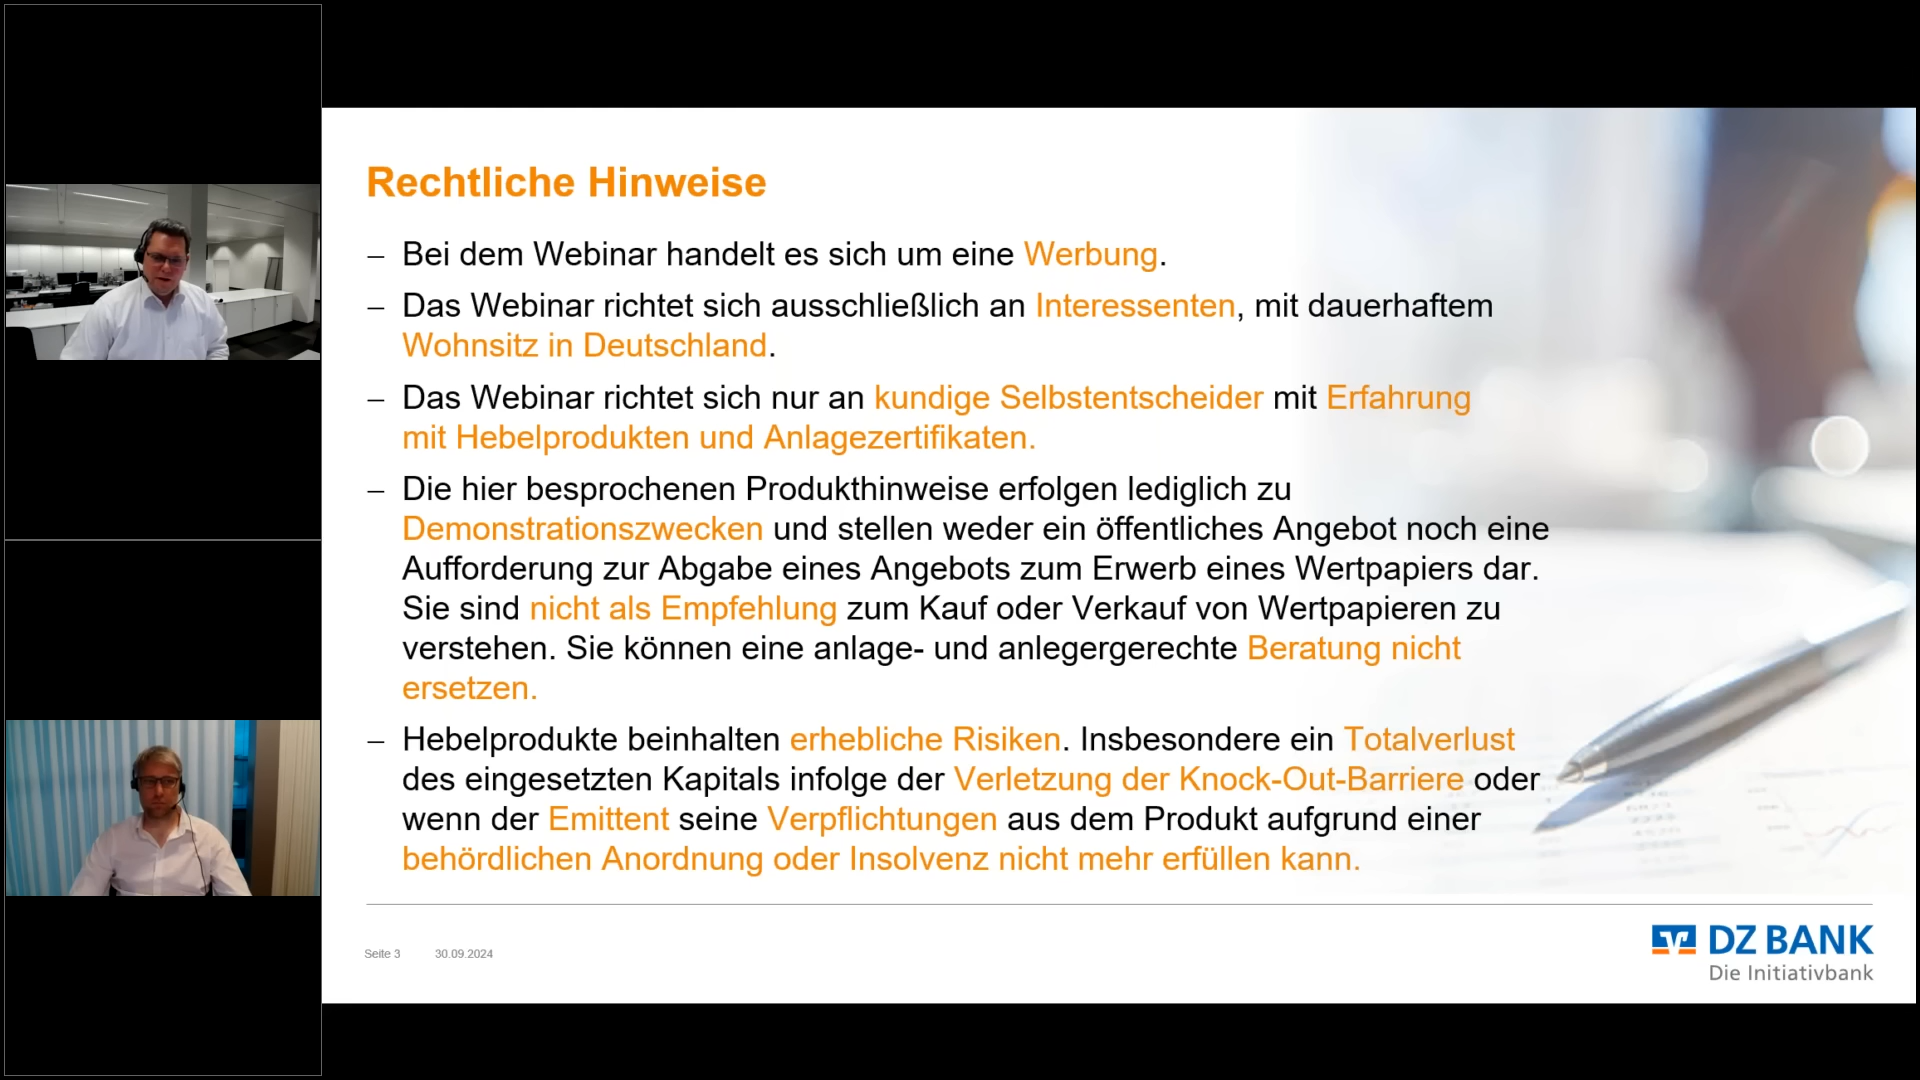 Rechtliche Hinweise
– Bei dem Webinar handelt es sich um eine Werbung.
– Das Webinar richtet sich ausschließlich an Interessenten, mit dauerhaftem
Wohnsitz in Deutschland.
– Das Webinar richtet sich nur an kundige Selbstentscheider mit Erfahrung
mit Hebelprodukten und Anlagezertifikaten.
– Die hier besprochenen Produkthinweise erfolgen lediglich zu
Demonstrationszwecken und stellen weder ein öffentliches Angebot noch eine
Aufforderung zur Abgabe eines Angebots zum Erwerb eines Wertpapiers dar.
Sie sind nicht als Empfehlung zum Kauf oder Verkauf von Wertpapieren zu
verstehen. Sie können eine anlage- und anlegergerechte Beratung nicht
ersetzen.
– Hebelprodukte beinhalten erhebliche Risiken. Insbesondere ein Totalverlust
des eingesetzten Kapitals infolge der Verletzung der Knock-Out-Barriere oder
wenn der Emittent seine Verpflichtungen aus dem Produkt aufgrund einer
behördlichen Anordnung oder Insolvenz nicht mehr erfüllen kann.
Seite 3 30.09.2024
DZ BANK
Die Initiativbank